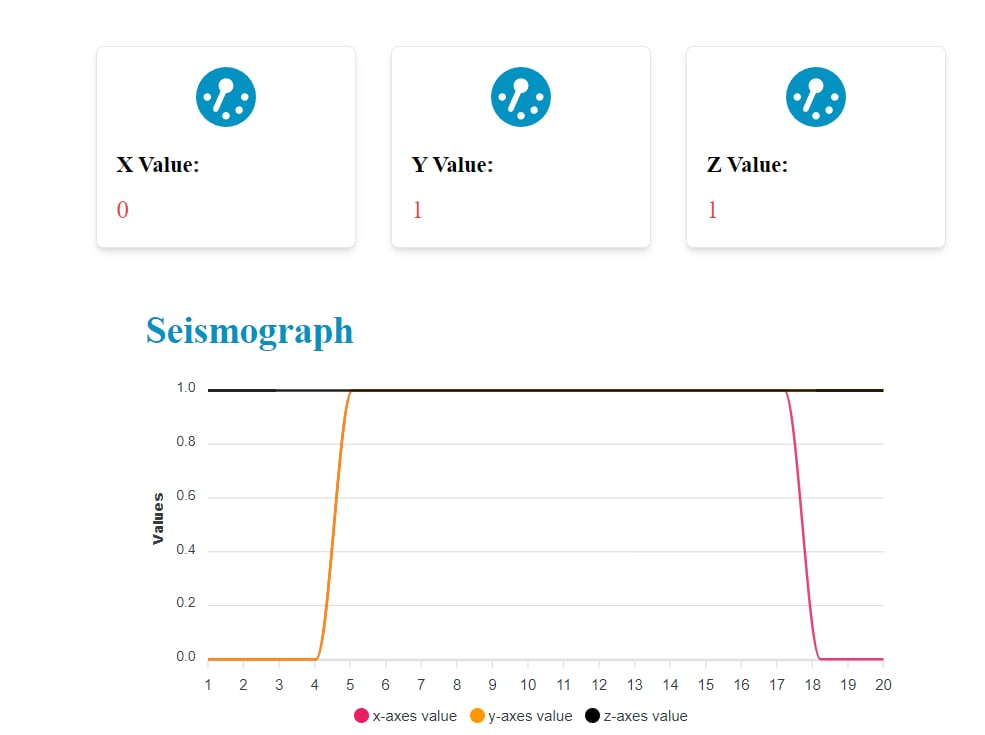 X Value:
0
Y Value:
1
Z Value:
1
Seismograph
Values
1.0
0.8
0.6
0.4
0.2
0.0
1 2 3 4 5 6 7 8 9 10 11 12 13 14 15 16 17 18 19 20
x-axes value y-axes value z-axes value